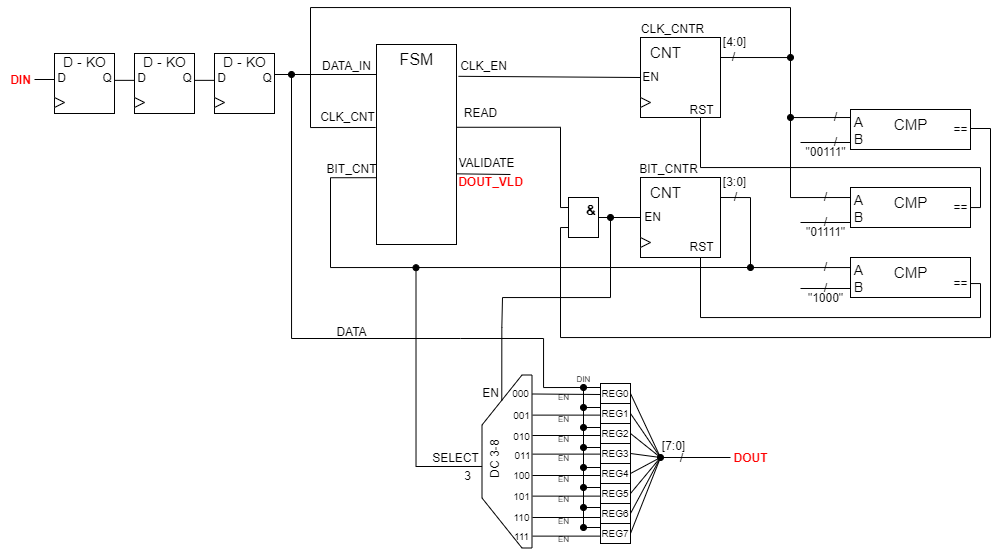 CLK_CNTR
D - KO
D - KO
D - KO
FSM
CNT
[4:0]
DIN
D
Q
D
Q
D
Q
DATA_IN
CLK_EN
EN
CLK_CNT
READ
RST
A
CMP
B
==
"00111"
BIT_CNT
VALIDATE
DOUT_VLD
BIT_CNTR
CNT
[3:0]
&
EN
RST
A
CMP
B
==
"01111"
A
CMP
B
==
"1000"
DATA
EN
DIN
000
EN
REG0
001
EN
REG1
010
EN
REG2
011
EN
REG3
100
EN
REG4
101
EN
REG5
110
EN
REG6
111
EN
REG7
DC 3-8
SELECT
3
[7:0]
DOUT